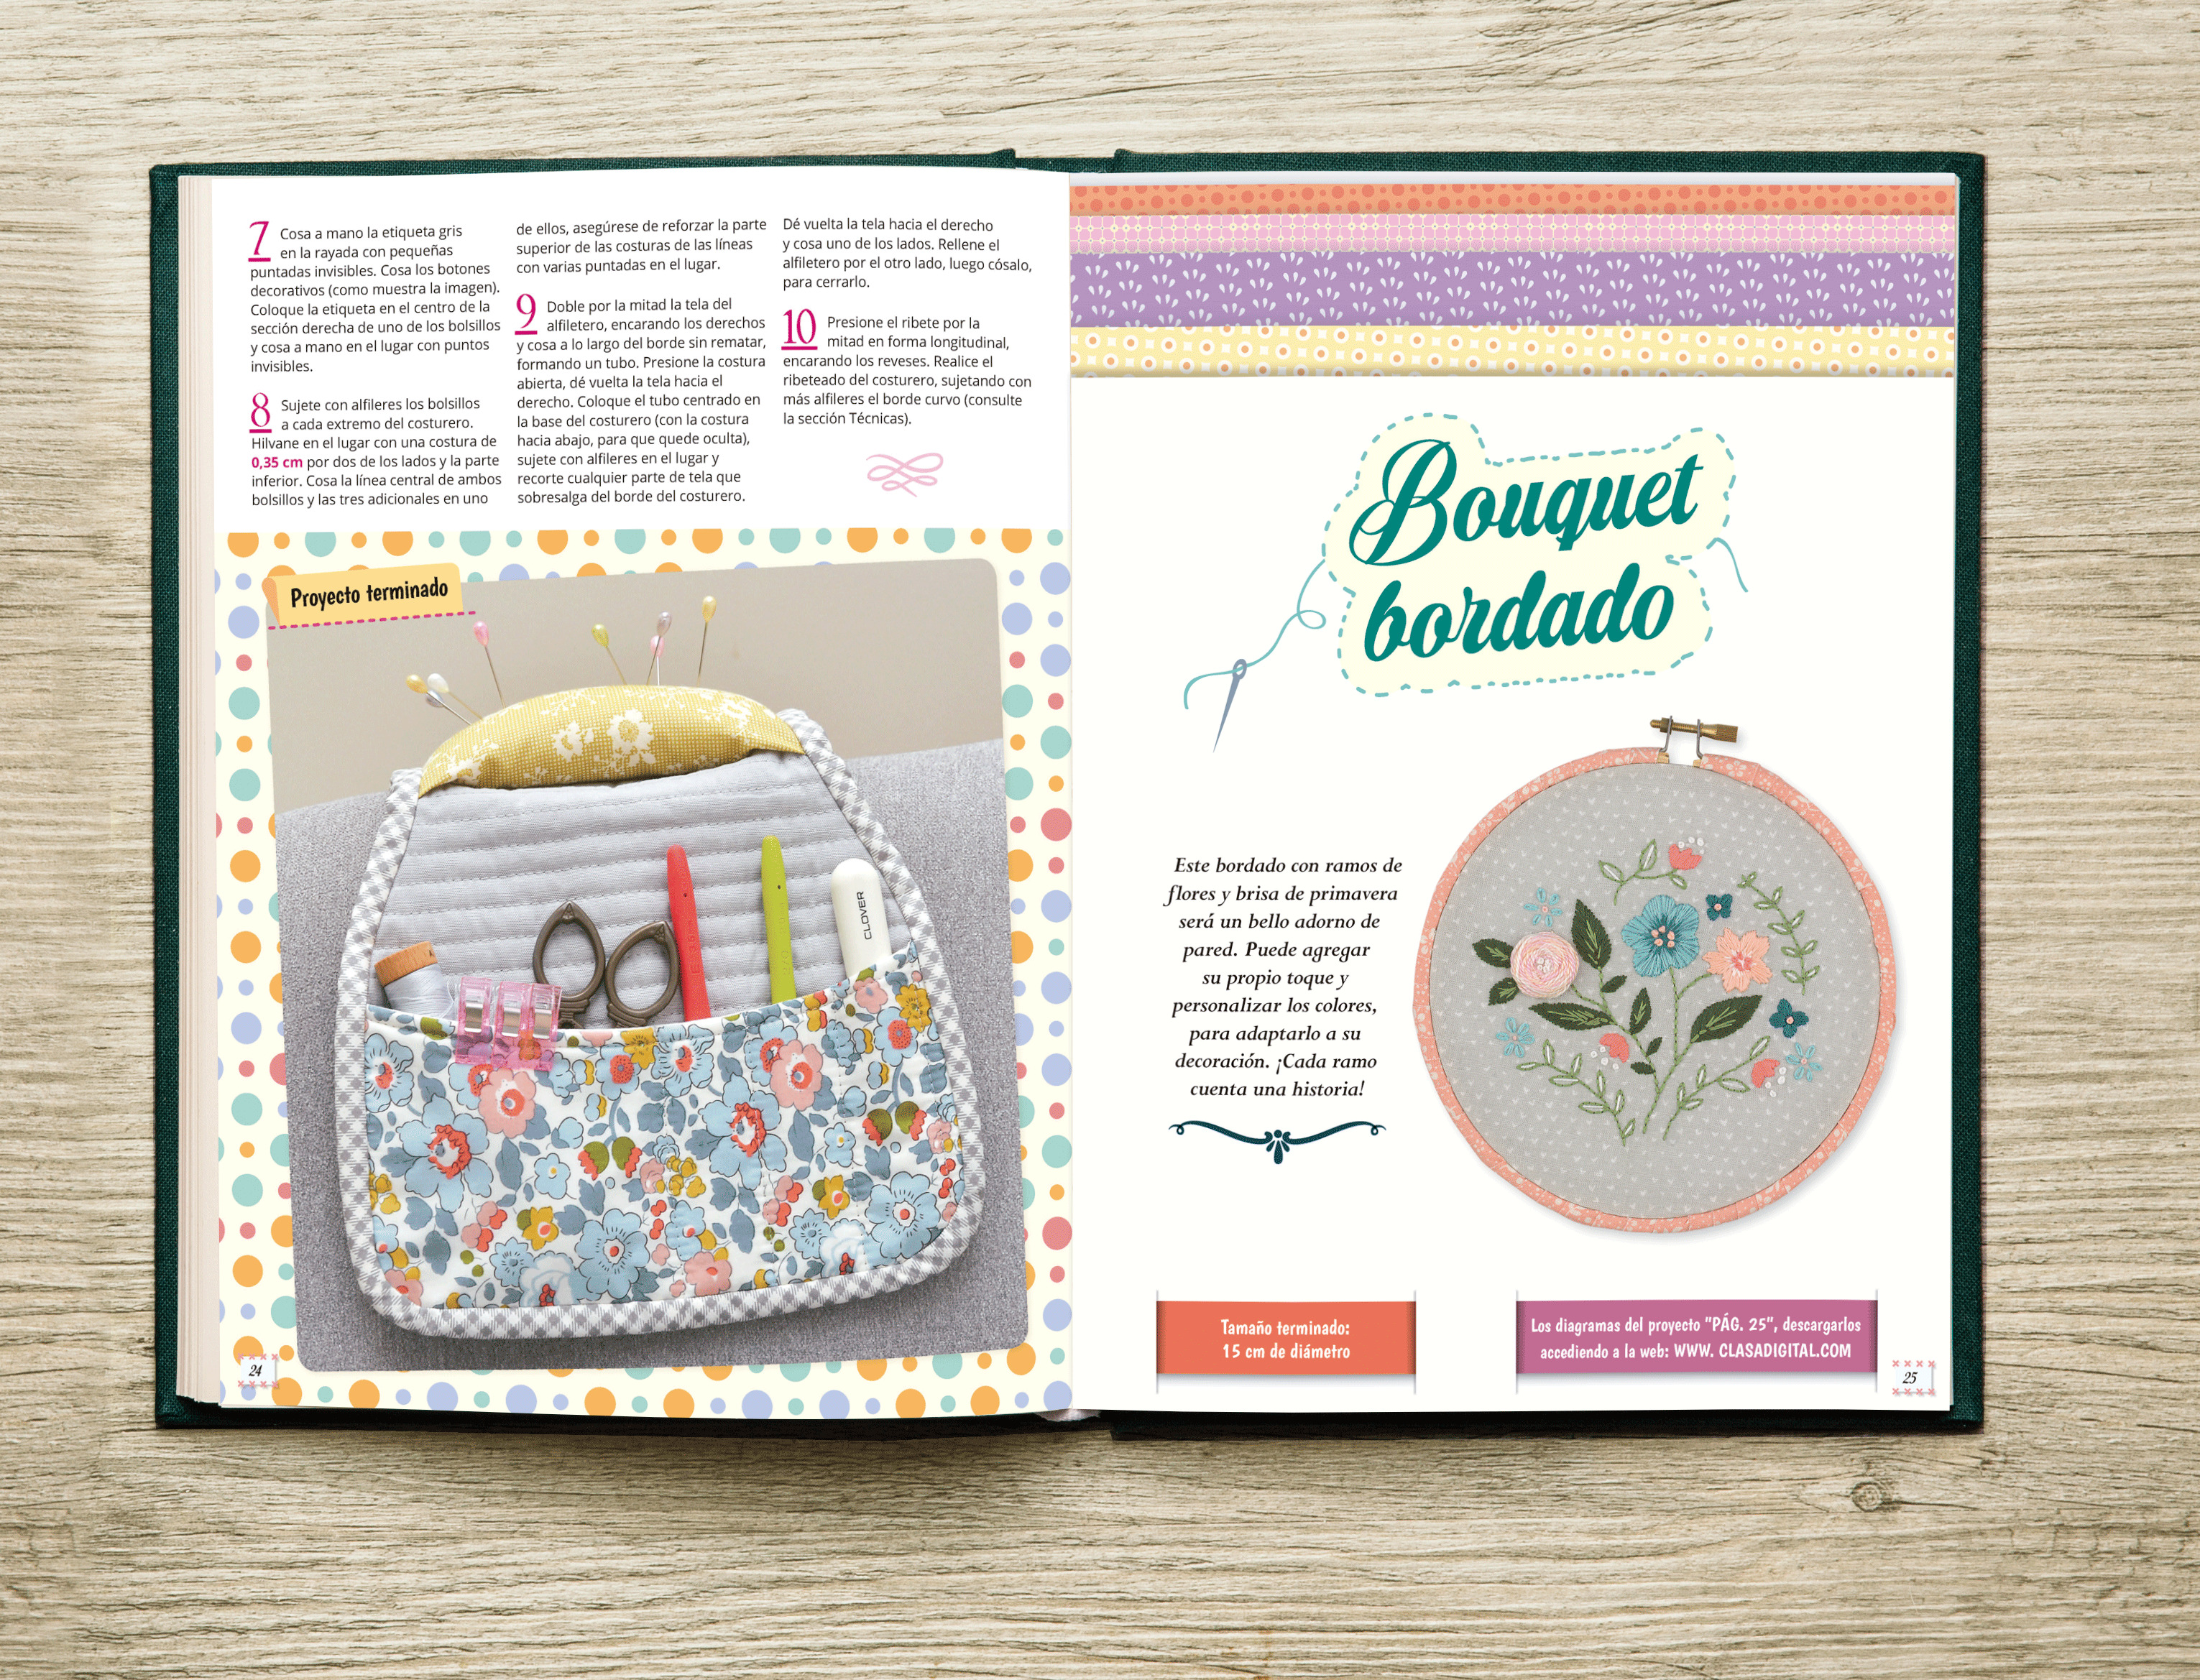 7 Cosa a mano la etiqueta gris
en la rayada con pequeñas
puntadas invisibles. Cosa los botones
decorativos (como muestra la imagen).
Coloque la etiqueta en el centro de la
sección derecha de uno de los bolsillos
y cosa a mano en el lugar con puntos
invisibles.
8 Sujete con alfileres los bolsillos
a cada extremo del costurero.
Hilvane en el lugar con una costura de
0,35 cm por dos de los lados y la parte
inferior. Cosa la línea central de ambos
bolsillos y las tres adicionales en uno
de ellos, asegúrese de reforzar la parte
superior de las costuras de las líneas
con varias puntadas en el lugar.
9 Doble por la mitad la tela del
alfiletero, encarando los derechos
y cosa a lo largo del borde sin rematar,
formando un tubo. Presione la costura
abierta, dé vuelta la tela hacia el
derecho. Coloque el tubo centrado en
la base del costurero (con la costura
hacia abajo, para que quede oculta),
sujete con alfileres en el lugar y
recorte cualquier parte de tela que
sobresalga del borde del costurero.
Dé vuelta la tela hacia el derecho
y cosa uno de los lados. Rellene el
alfiletero por el otro lado, luego cósalo,
para cerrarlo.
10 Presione el ribete por la
mitad en forma longitudinal,
encarando los reveses. Realice el
ribeteado del costurero, sujetando con
más alfileres el borde curvo (consulte
la sección Técnicas).
Proyecto terminado
CLOVER
24
Bouquet
bordado
Este bordado con ramos de
flores y brisa de primavera
será un bello adorno de
pared. Puede agregar
su propio toque y
personalizar los colores,
para adaptarlo a su
decoración. ¡Cada ramo
cuenta una historia!
Tamaño terminado:
15 cm de diámetro
Los diagramas del proyecto "PÁG. 25", descargarlos
accediendo a la web: WWW. CLASADIGITAL.COM
25